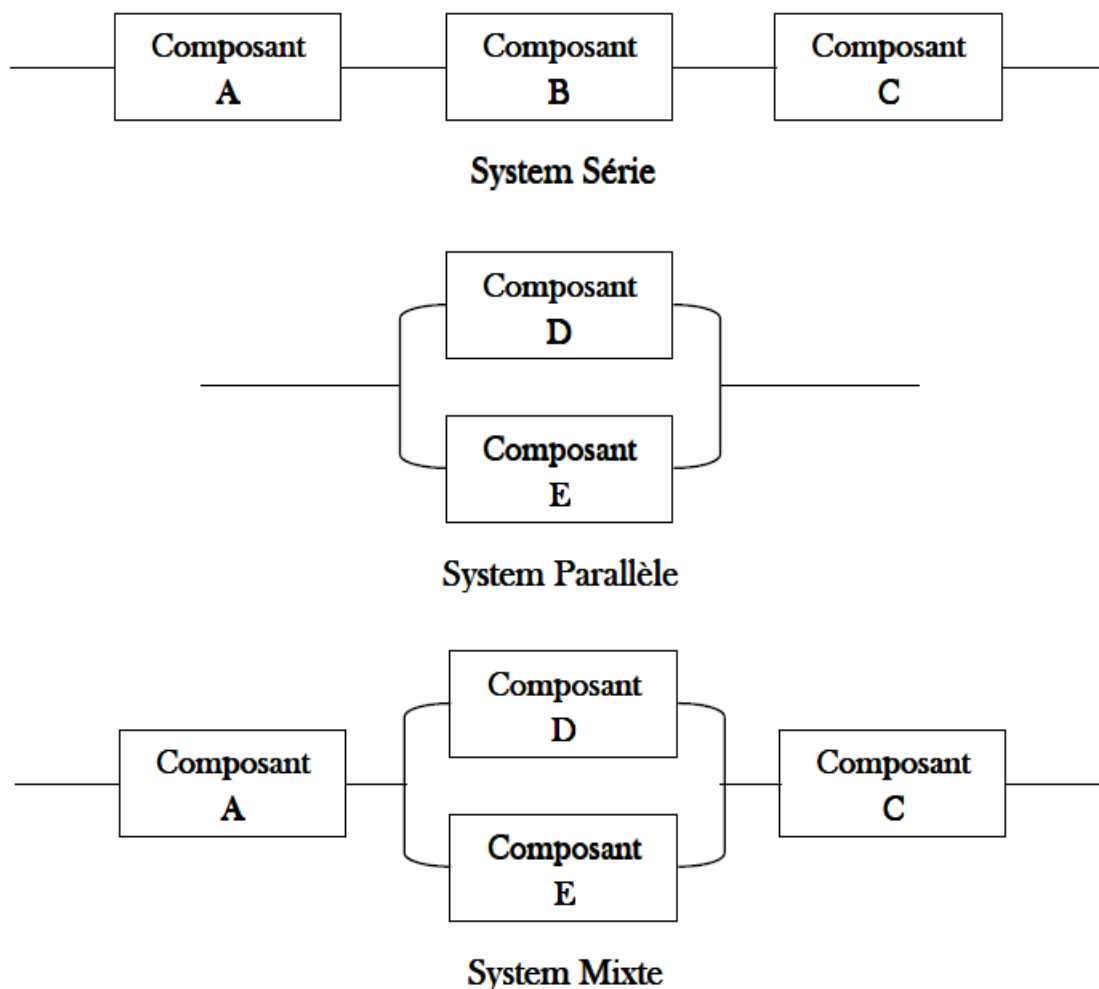 Composant
A
Composant
B
Composant
C
System Série
Composant
D
Composant
E
System Parallèle
Composant
D
Composant
A
Composant
C
Composant
E
System Mixte